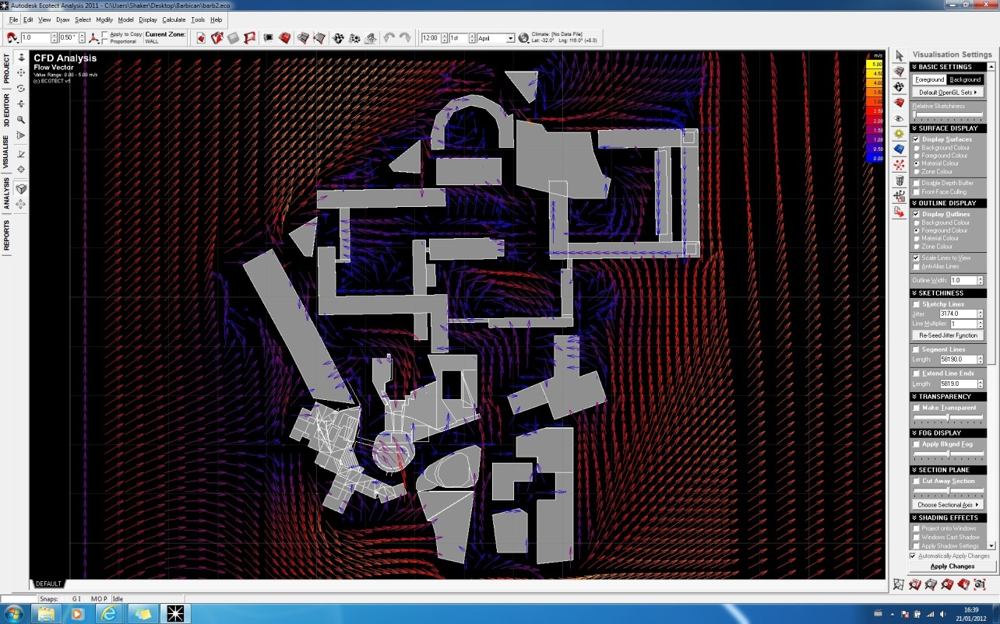 Autodesk Ecotect Analysis 2011 - C:\Users\Shaker\Desktop\Barbican\barb2.eco
File Edit View Draw Select Modify Model Display Calculate Tools Help
1.0 0.50° Apply to Copy Proportional Current Zone: WALL 12:00 1st April Climate: [No Data File] Lat: -32.0° Lng: 116.0° (+8.0)
PROJECT
3D EDITOR
VISUALISE
ANALYSIS
REPORTS
CFD Analysis
Flow Vector
Value Range: 0.00 - 5.00 m/s
(c) ECOTECT v5
m/s
5.00
4.50
4.00
3.50
3.00
2.50
2.00
1.50
1.00
0.50
0.00
Visualisation Settings
BASIC SETTINGS
Foreground Background
Default OpenGL Sets
Relative Sketchiness
SURFACE DISPLAY
Display Surfaces
Background Colour
Foreground Colour
Material Colour
Zone Colour
Disable Depth Buffer
Front-Face Culling
OUTLINE DISPLAY
Display Outlines
Background Colour
Foreground Colour
Material Colour
Zone Colour
Scale Lines to View
Anti-Alias Lines
Outline Width: 1.0
SKETCHINESS
Sketchy Lines
Jitter: 3174.0
Line Multiplier: 1
Re-Seed Jitter Function
Segment Lines
Length: 58190.0
Extend Line Ends
Length: 5819.0
TRANSPARENCY
Make Transparent
FOG DISPLAY
Apply Bkgnd Fog
SECTION PLANE
Cut Away Section
Choose Sectional Axis
SHADING EFFECTS
Project onto Windows
Windows Cast Shadow
Apply Shadow Settings
Automatically Apply Changes
Apply Changes
DEFAULT
Snaps: G I M O P Idle
16:39
21/01/2012